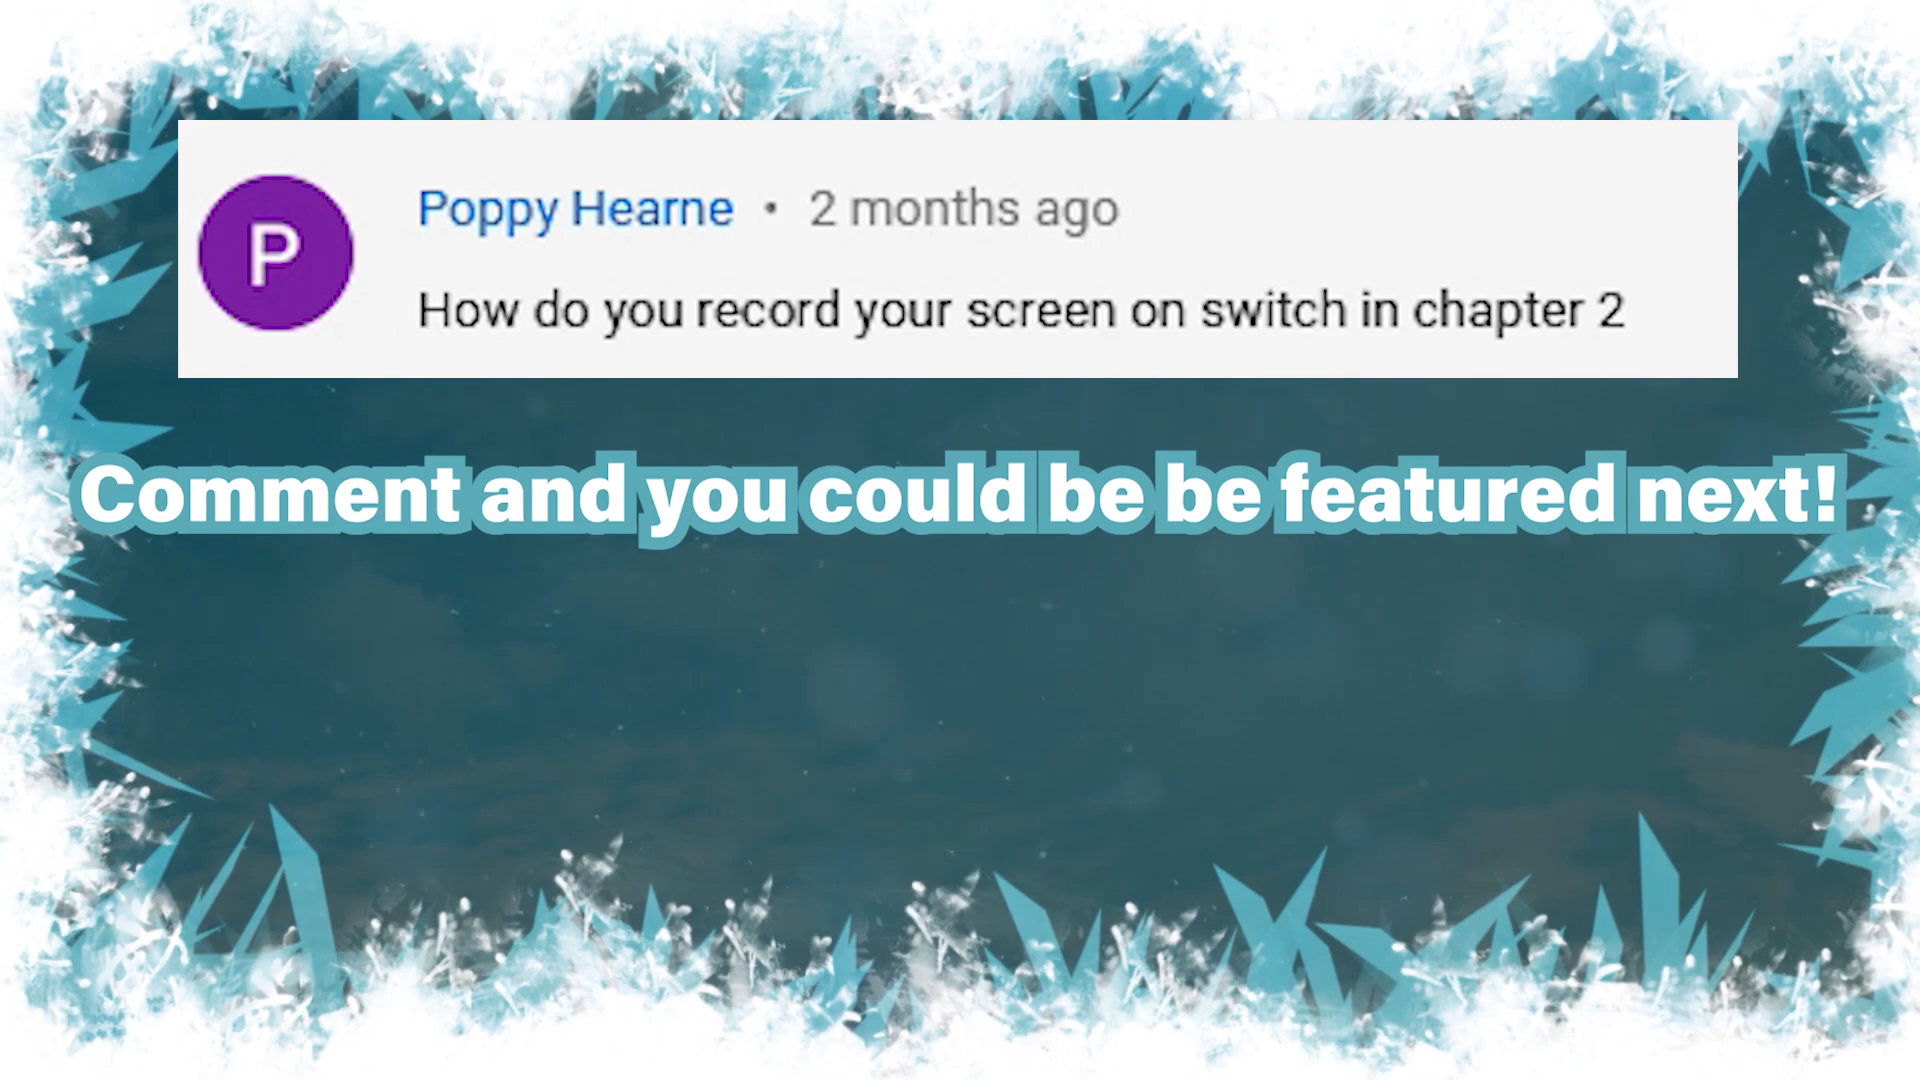 P
Poppy Hearne • 2 months ago
How do you record your screen on switch in chapter 2
Comment and you could be be featured next!